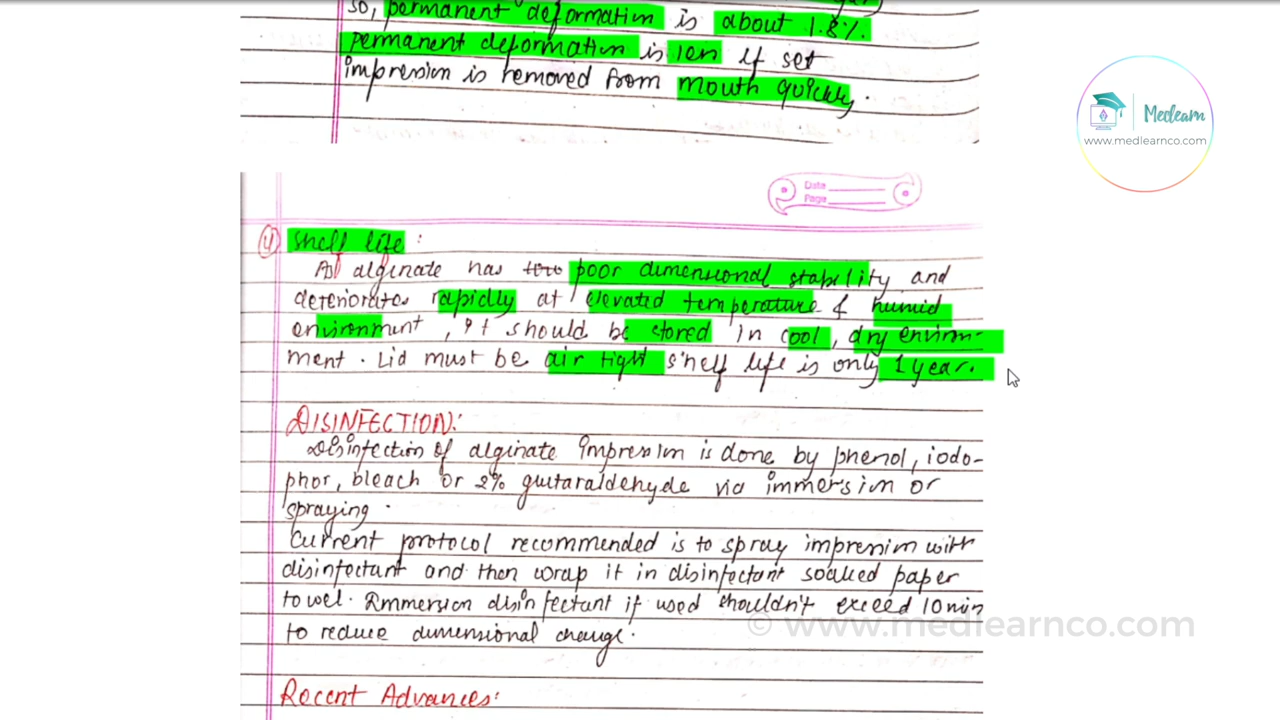 so, permanent deformation is about 1.8%.
permanent deformation is less if set
impression is removed from mouth quickly.
Medlearn
www.medlearnco.com
Date
Page
4) Shelf life :
As alginate has poor dimensional stability and
deteriorates rapidly at elevated temperature & humid
environment, it should be stored in cool, dry environ-
ment. Lid must be air tight shelf life is only 1 year.
DISINFECTION:
Disinfection of alginate impression is done by phenol, iodo-
phor, bleach or 2% glutaraldehyde via immersion or
spraying.
Current protocol recommended is to spray impression with
disinfectant and then wrap it in disinfectant soaked paper
towel. Immersion disinfectant if used shouldn't exceed 10 min
to reduce dimensional change.
© www.medlearnco.com
Recent Advances: